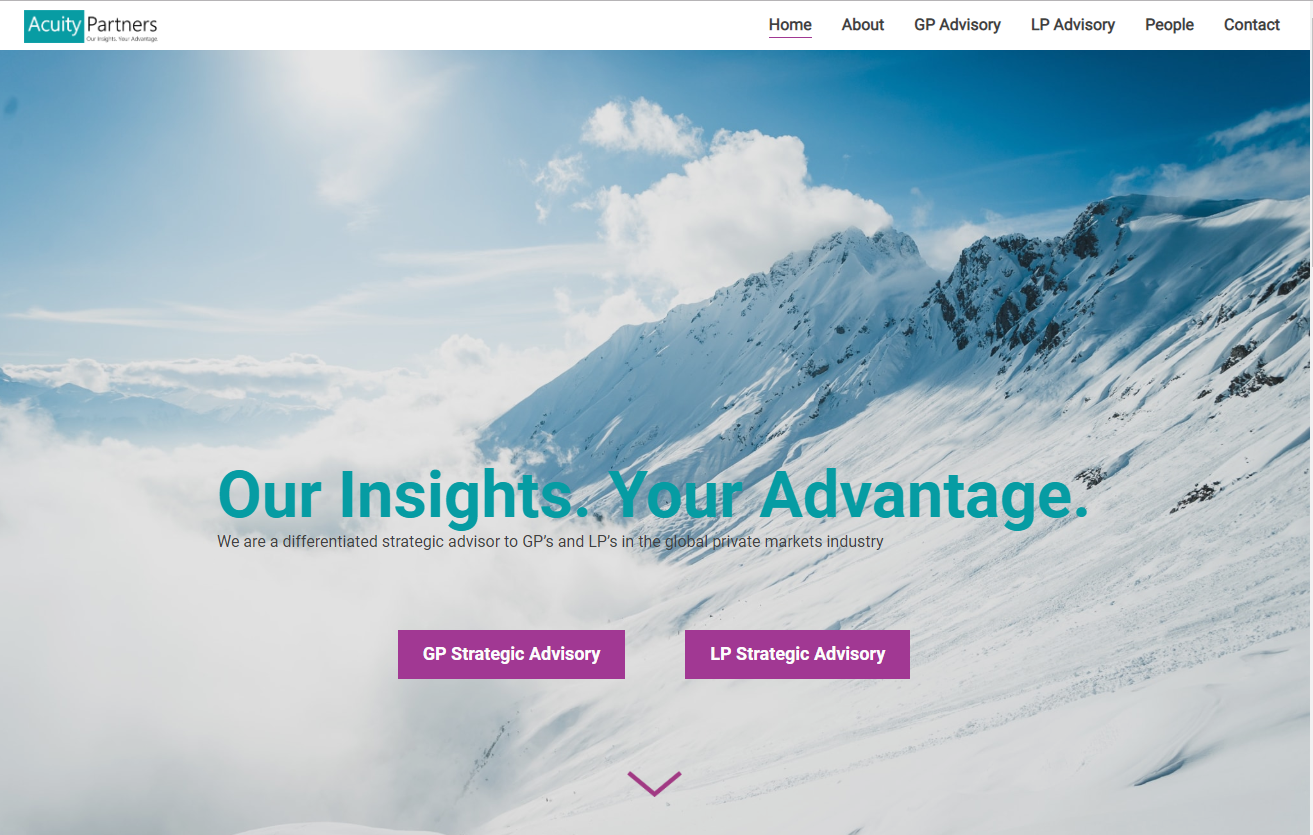 Acuity Partners
Our Insights. Your Advantage.
Home About GP Advisory LP Advisory People Contact
Our Insights. Your Advantage.
We are a differentiated strategic advisor to GP’s and LP’s in the global private markets industry
GP Strategic Advisory LP Strategic Advisory